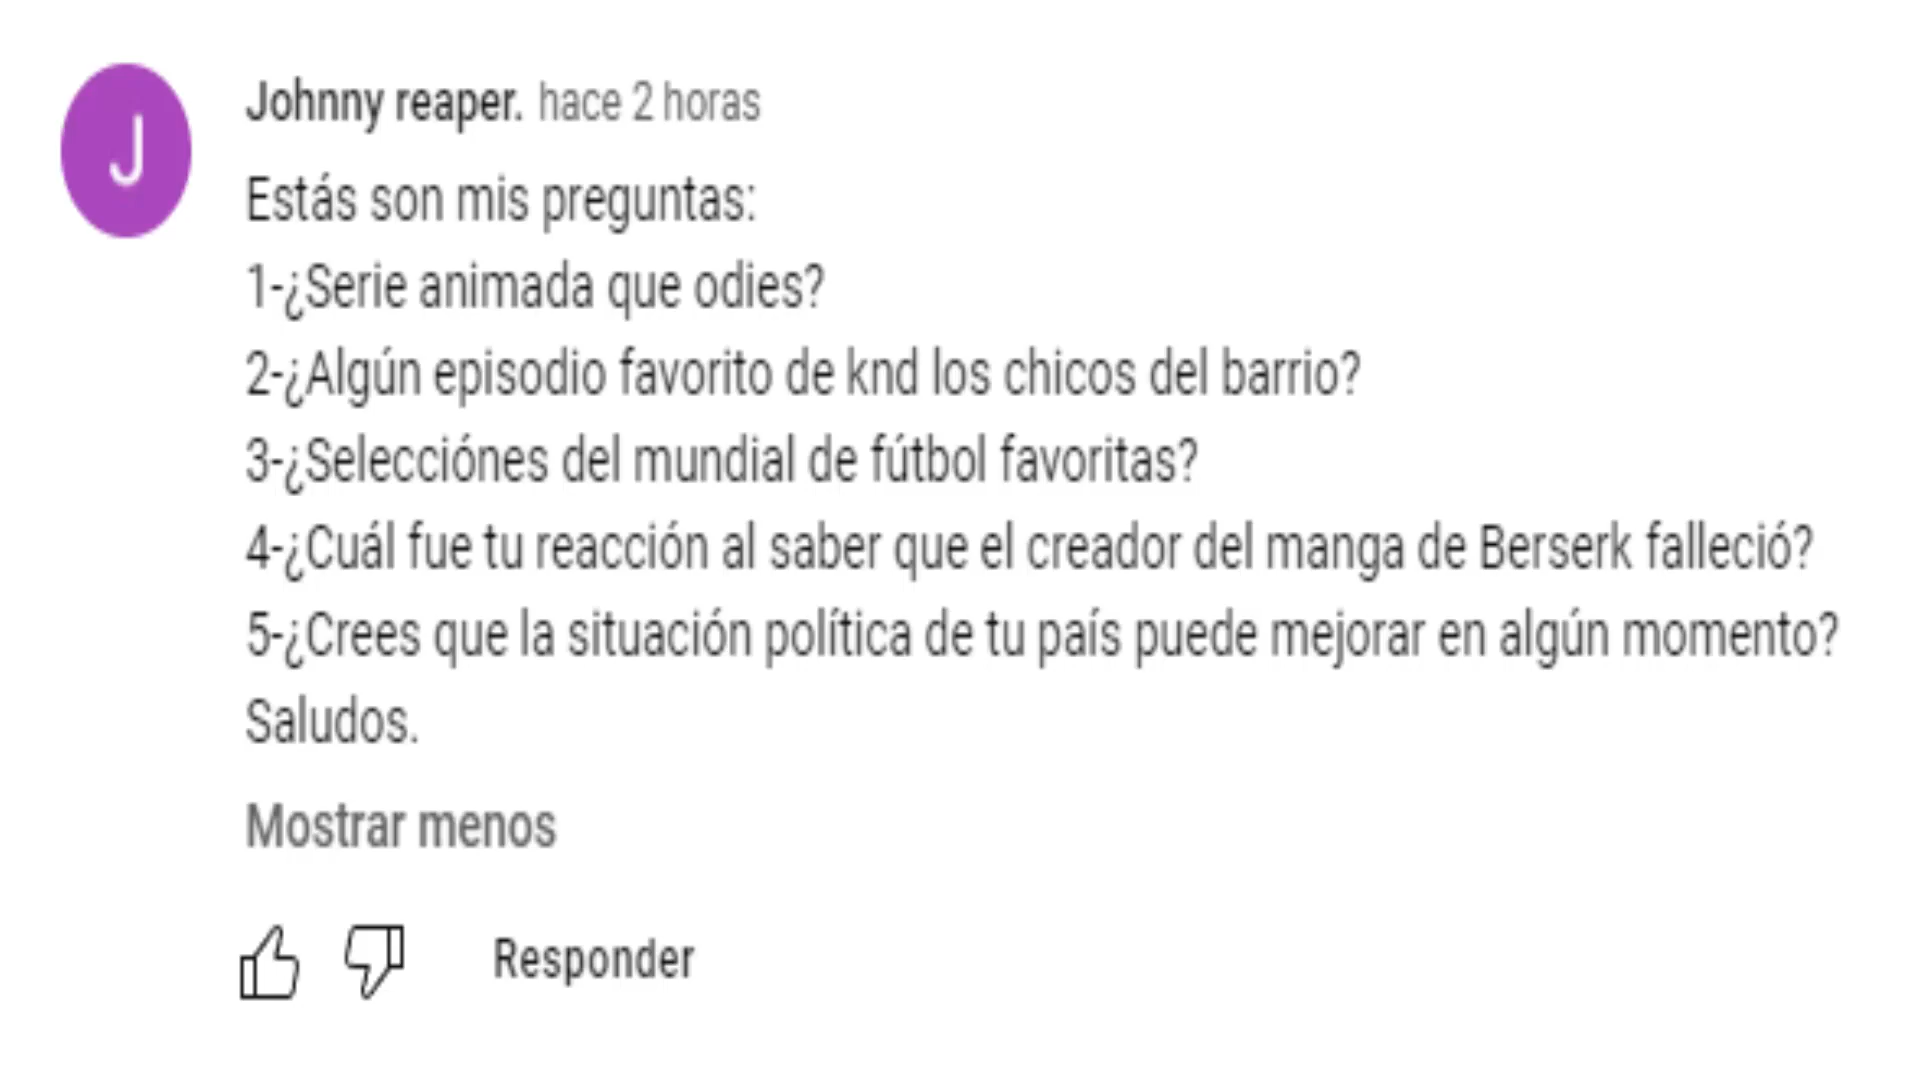 J
Johnny reaper. hace 2 horas
Estás son mis preguntas:
1-¿Serie animada que odies?
2-¿Algún episodio favorito de knd los chicos del barrio?
3-¿Selecciónes del mundial de fútbol favoritas?
4-¿Cuál fue tu reacción al saber que el creador del manga de Berserk falleció?
5-¿Crees que la situación política de tu país puede mejorar en algún momento?
Saludos.
Mostrar menos
Responder